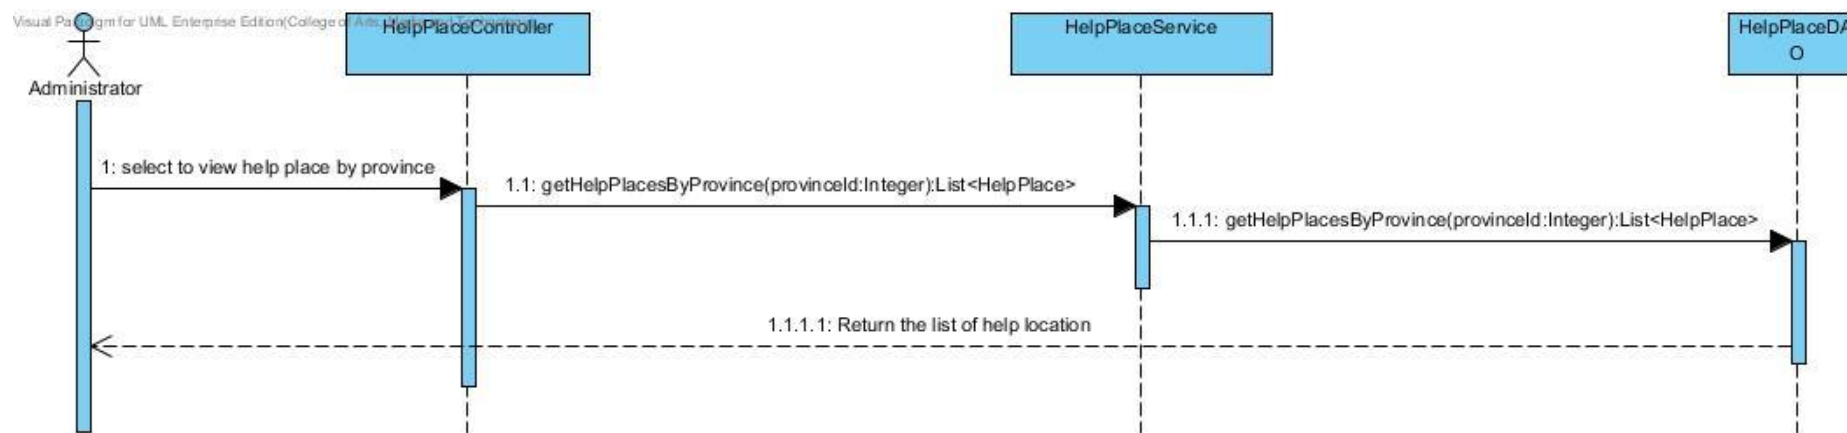 Visual Paradigm for UML Enterprise Edition(College of Arts,
HelpPlaceController
HelpPlaceService
HelpPlaceDA
O
Administrator
1: select to view help place by province
1.1: getHelpPlacesByProvince(provinceId:Integer):List<HelpPlace>
1.1.1: getHelpPlacesByProvince(provinceId:Integer):List<HelpPlace>
1.1.1.1: Return the list of help location